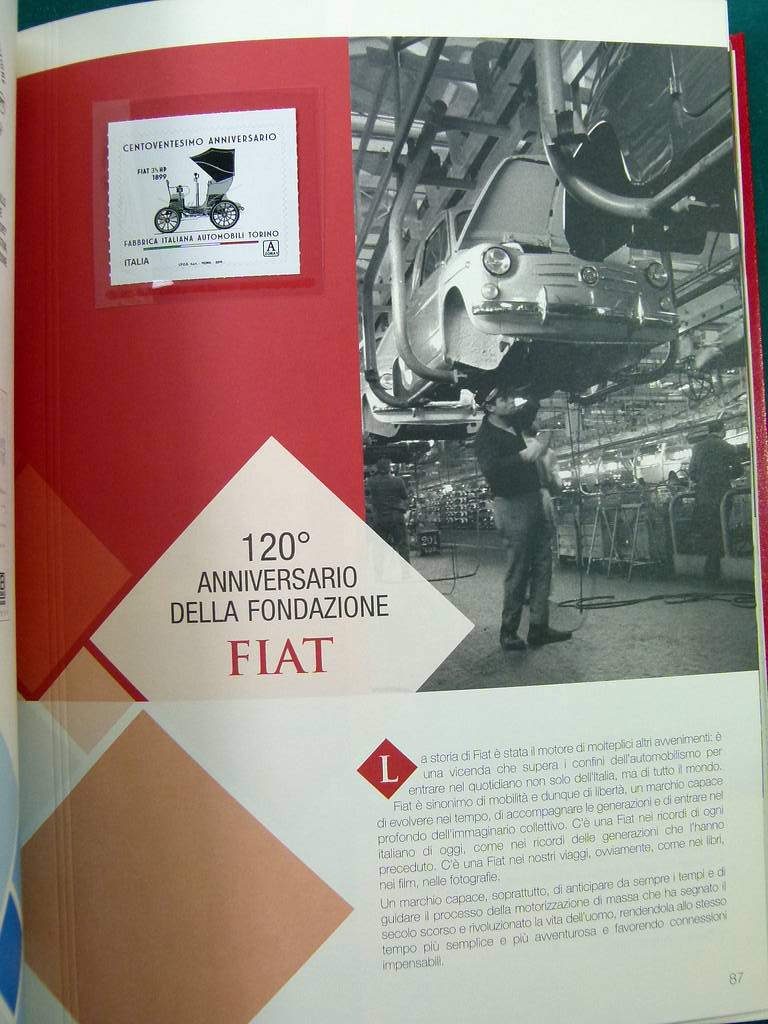 CENTOVENTESIMO ANNIVERSARIO
FIAT 3½ HP
1899
FABBRICA ITALIANA AUTOMOBILI TORINO
ITALIA
A
120°
ANNIVERSARIO
DELLA FONDAZIONE
FIAT
La storia di Fiat è stata il motore di molteplici altri avvenimenti: è
una vicenda che supera i confini dell'automobilismo per
entrare nel quotidiano non solo dell'Italia, ma di tutto il mondo.
Fiat è sinonimo di mobilità e dunque di libertà, un marchio capace
di evolvere nel tempo, di accompagnare le generazioni e di entrare nel
profondo dell'immaginario collettivo. C'è una Fiat nei ricordi di ogni
italiano di oggi, come nei ricordi delle generazioni che l'hanno
preceduto. C'è una Fiat nei nostri viaggi, ovviamente, come nei libri,
nei film, nelle fotografie.
Un marchio capace, soprattutto, di anticipare da sempre i tempi e di
guidare il processo della motorizzazione di massa che ha segnato il
secolo scorso e rivoluzionato la vita dell'uomo, rendendola allo stesso
tempo più semplice e più avventurosa e favorendo connessioni
impensabili.
87